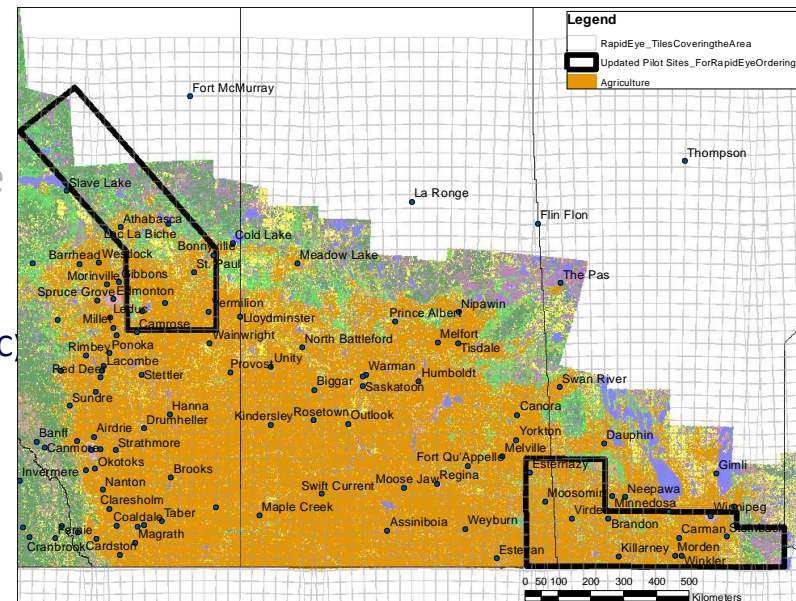 Legend
RapidEye_TilesCoveringtheArea
Updated Pilot Sites_ForRapidEyeOrdering
Agriculture
Fort McMurray
Thompson
e
Slave Lake
La Ronge
Flin Flon
Athabasca
Lac La Biche
Cold Lake
Bonnyville
Barrhead
Westlock
Meadow Lake
St. Paul
Morinville
Gibbons
The Pas
Spruce Grove
Edmonton
Vermilion
Nipawin
Leduc
Lloydminster
Prince Albert
Millet
Camrose
Wainwright
North Battleford
Melfort
c)
Rimbey
Ponoka
Tisdale
Lacombe
Unity
Red Deer
Stettler
Provost
Warman
Humboldt
Biggar
Saskatoon
Swan River
Sundre
Hanna
Canora
Drumheller
Kindersley
Rosetown
Outlook
Airdrie
Banff
Yorkton
Dauphin
Canmore
Strathmore
Melville
Okotoks
Fort Qu'Appelle
Esterhazy
Gimli
Invermere
Brooks
Regina
Nanton
Moose Jaw
Swift Current
Moosomin
Neepawa
Minnedosa
Claresholm
Maple Creek
Virden
Winnipeg
Coaldale
Taber
Assiniboia
Weyburn
Brandon
Fernie
Magrath
Carman
Steinbach
Cranbrook
Cardston
Estevan
Killarney
Morden
Winkler
0 50 100 200 300 400 500
Kilometers